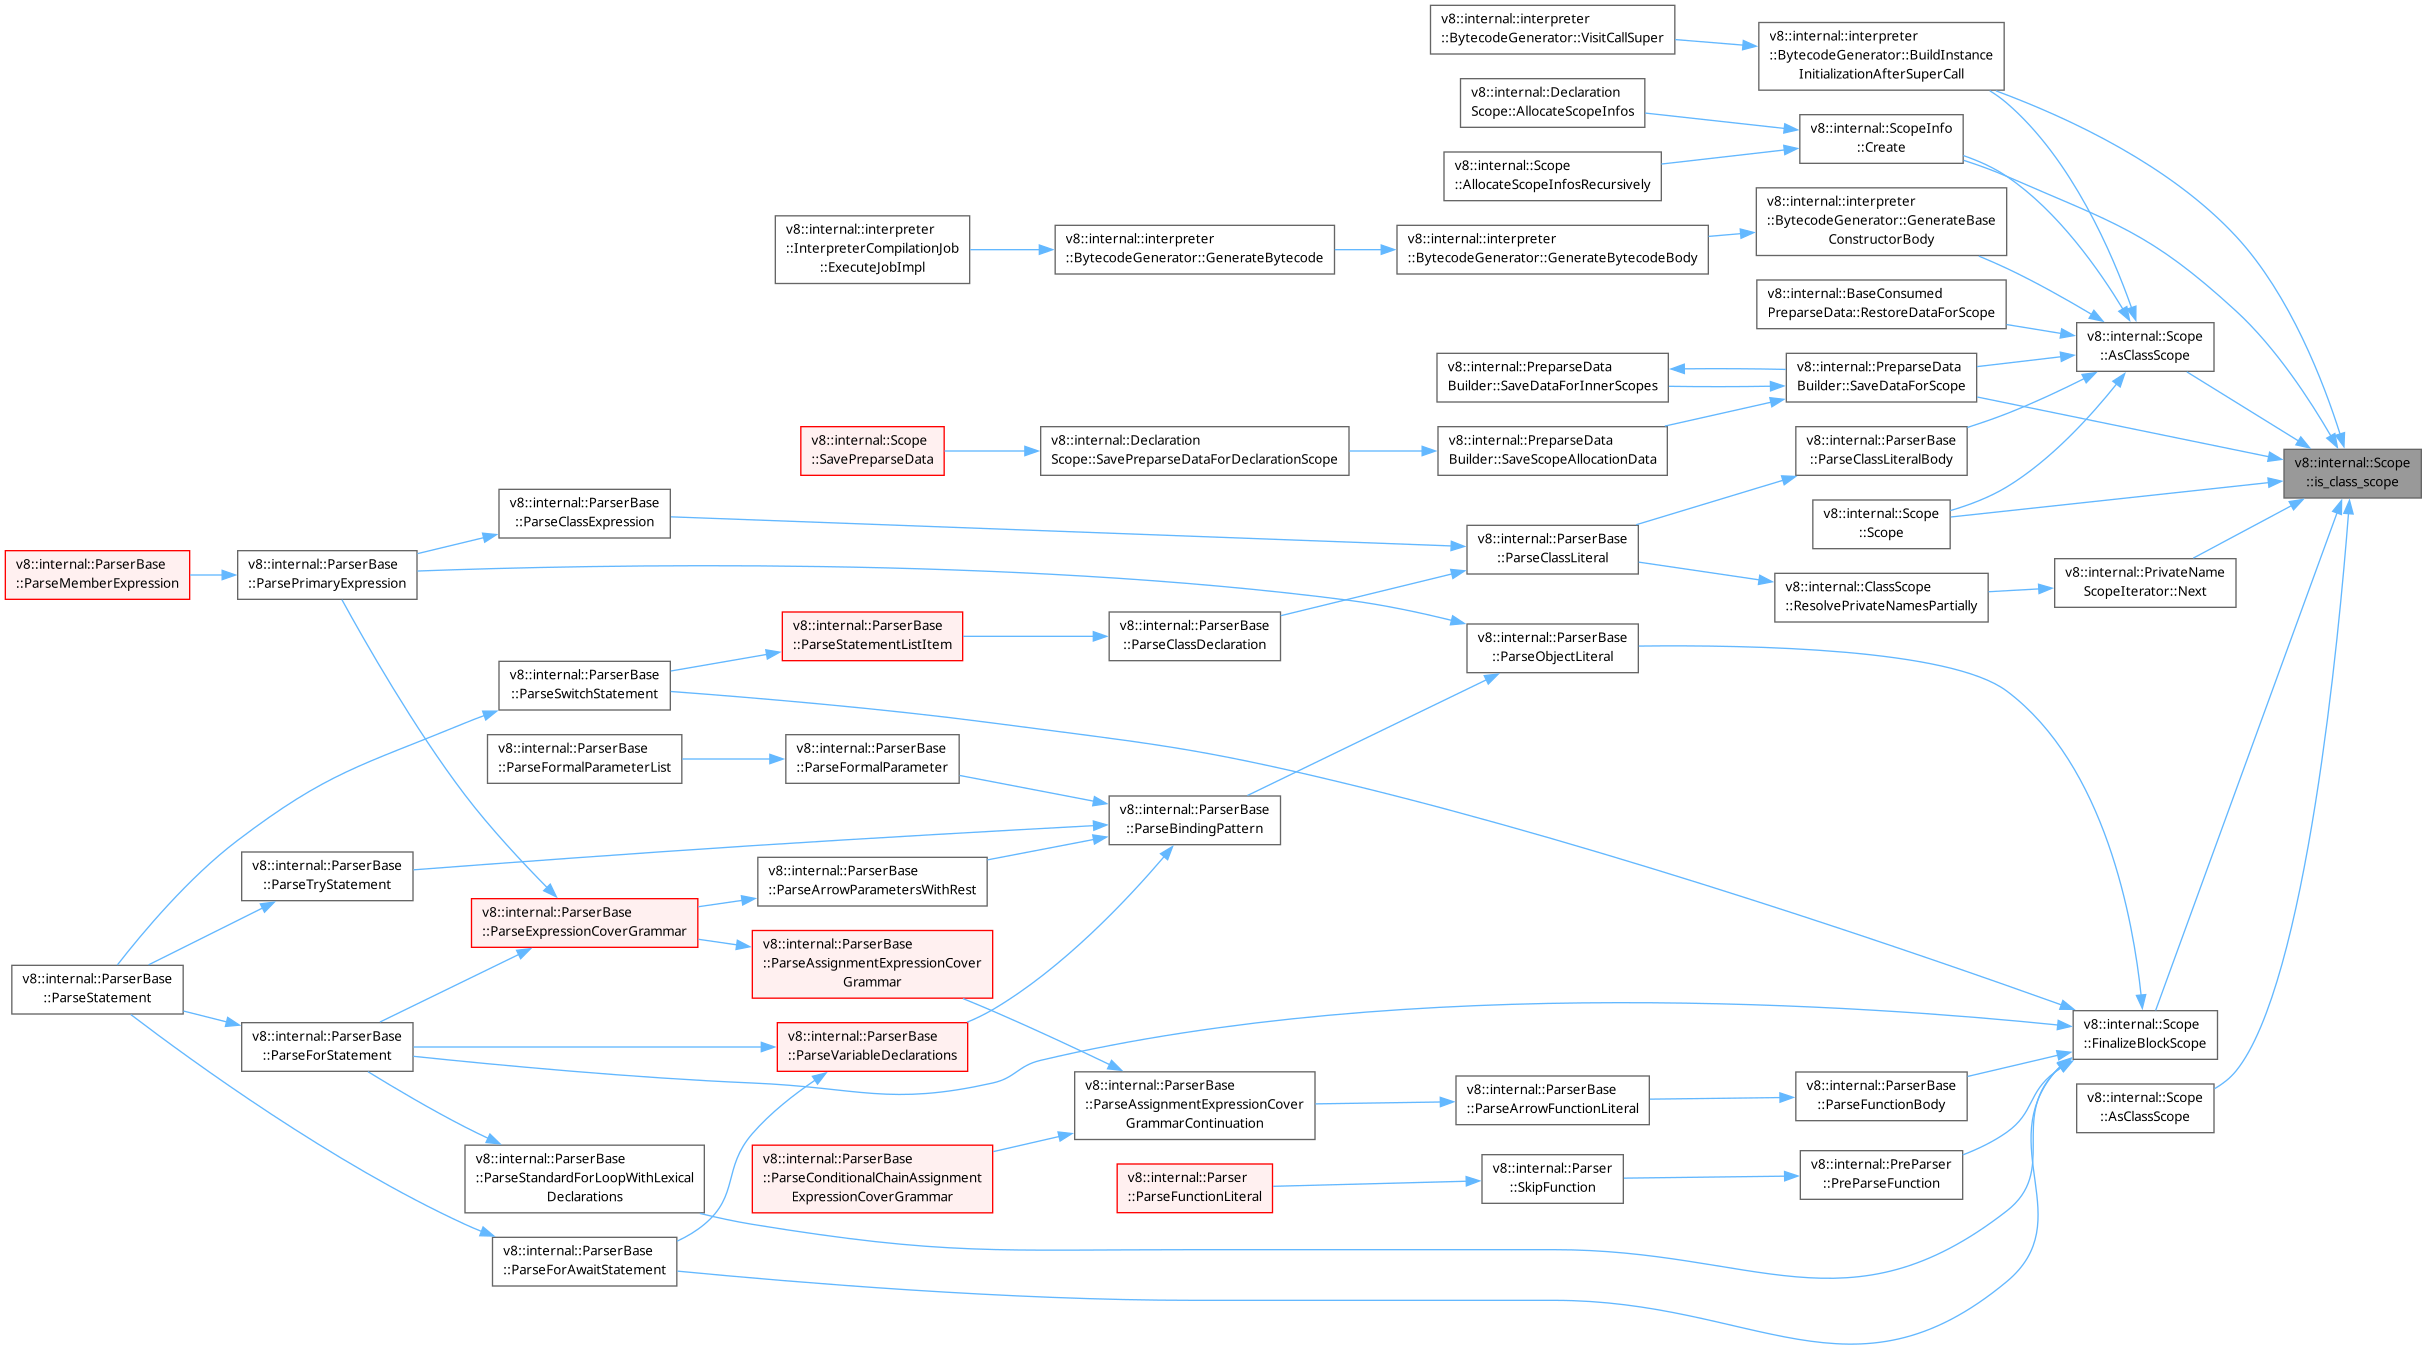 v8::internal::interpreter
::BytecodeGenerator::VisitCallSuper
v8::internal::interpreter
::BytecodeGenerator::BuildInstance
InitializationAfterSuperCall
v8::internal::Declaration
Scope::AllocateScopeInfos
v8::internal::ScopeInfo
::Create
v8::internal::Scope
::AllocateScopeInfosRecursively
v8::internal::interpreter
::InterpreterCompilationJob
::ExecuteJobImpl
v8::internal::interpreter
::BytecodeGenerator::GenerateBytecode
v8::internal::interpreter
::BytecodeGenerator::GenerateBytecodeBody
v8::internal::interpreter
::BytecodeGenerator::GenerateBase
ConstructorBody
v8::internal::BaseConsumed
PreparseData::RestoreDataForScope
v8::internal::Scope
::AsClassScope
v8::internal::PreparseData
Builder::SaveDataForInnerScopes
v8::internal::PreparseData
Builder::SaveDataForScope
v8::internal::Scope
::SavePreparseData
v8::internal::Declaration
Scope::SavePreparseDataForDeclarationScope
v8::internal::PreparseData
Builder::SaveScopeAllocationData
v8::internal::ParserBase
::ParseClassLiteralBody
v8::internal::Scope
::is_class_scope
v8::internal::ParserBase
::ParseClassExpression
v8::internal::Scope
::Scope
v8::internal::ParserBase
::ParseClassLiteral
v8::internal::ParserBase
::ParseMemberExpression
v8::internal::ParserBase
::ParsePrimaryExpression
v8::internal::ClassScope
::ResolvePrivateNamesPartially
v8::internal::PrivateName
ScopeIterator::Next
v8::internal::ParserBase
::ParseStatementListItem
v8::internal::ParserBase
::ParseClassDeclaration
v8::internal::ParserBase
::ParseObjectLiteral
v8::internal::ParserBase
::ParseSwitchStatement
v8::internal::ParserBase
::ParseFormalParameterList
v8::internal::ParserBase
::ParseFormalParameter
v8::internal::ParserBase
::ParseBindingPattern
v8::internal::ParserBase
::ParseTryStatement
v8::internal::ParserBase
::ParseArrowParametersWithRest
v8::internal::ParserBase
::ParseExpressionCoverGrammar
v8::internal::ParserBase
::ParseAssignmentExpressionCover
Grammar
v8::internal::ParserBase
::ParseStatement
v8::internal::ParserBase
::ParseForStatement
v8::internal::ParserBase
::ParseVariableDeclarations
v8::internal::Scope
::FinalizeBlockScope
v8::internal::ParserBase
::ParseAssignmentExpressionCover
GrammarContinuation
v8::internal::ParserBase
::ParseArrowFunctionLiteral
v8::internal::ParserBase
::ParseFunctionBody
v8::internal::Scope
::AsClassScope
v8::internal::ParserBase
::ParseStandardForLoopWithLexical
Declarations
v8::internal::ParserBase
::ParseConditionalChainAssignment
ExpressionCoverGrammar
v8::internal::Parser
::ParseFunctionLiteral
v8::internal::Parser
::SkipFunction
v8::internal::PreParser
::PreParseFunction
v8::internal::ParserBase
::ParseForAwaitStatement